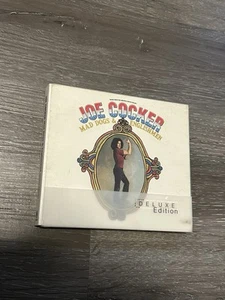 JOE COCKER
MAD DOGS & ENGLISHMEN
DELUXE
Edition